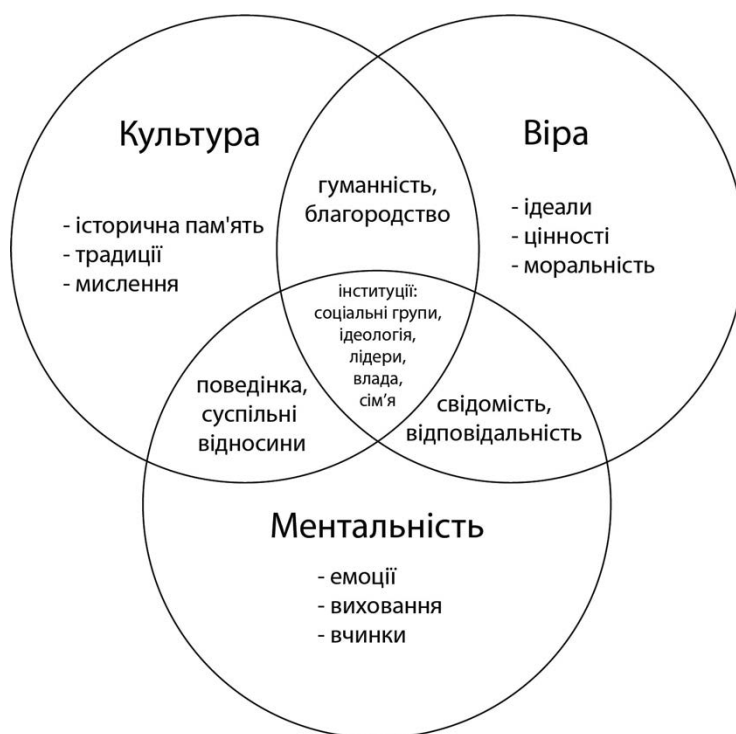 Культура
- історична пам'ять
- традиції
- мислення
гуманність,
благородство
Віра
- ідеали
- цінності
- моральність
інституції:
соціальні групи,
ідеологія,
лідери,
влада,
сім’я
поведінка,
суспільні
відносини
свідомість,
відповідальність
Ментальність
- емоції
- виховання
- вчинки